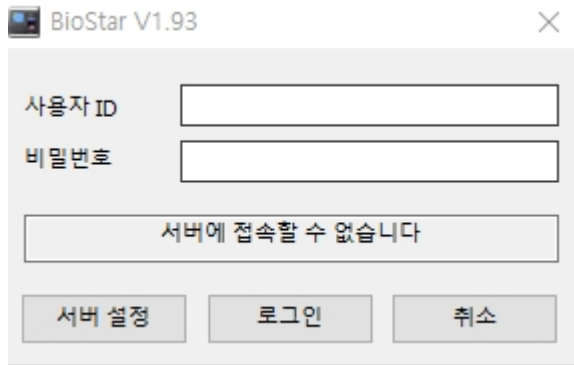 BioStar V1.93
사용자 ID
비밀번호
서버에 접속할 수 없습니다
서버 설정 로그인 취소